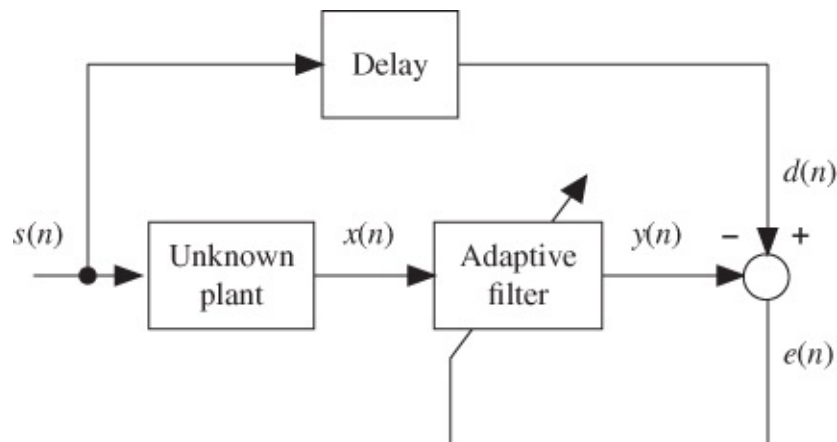 Delay
d(n)
s(n)
Unknown
plant
x(n)
Adaptive
filter
y(n)
− +
e(n)